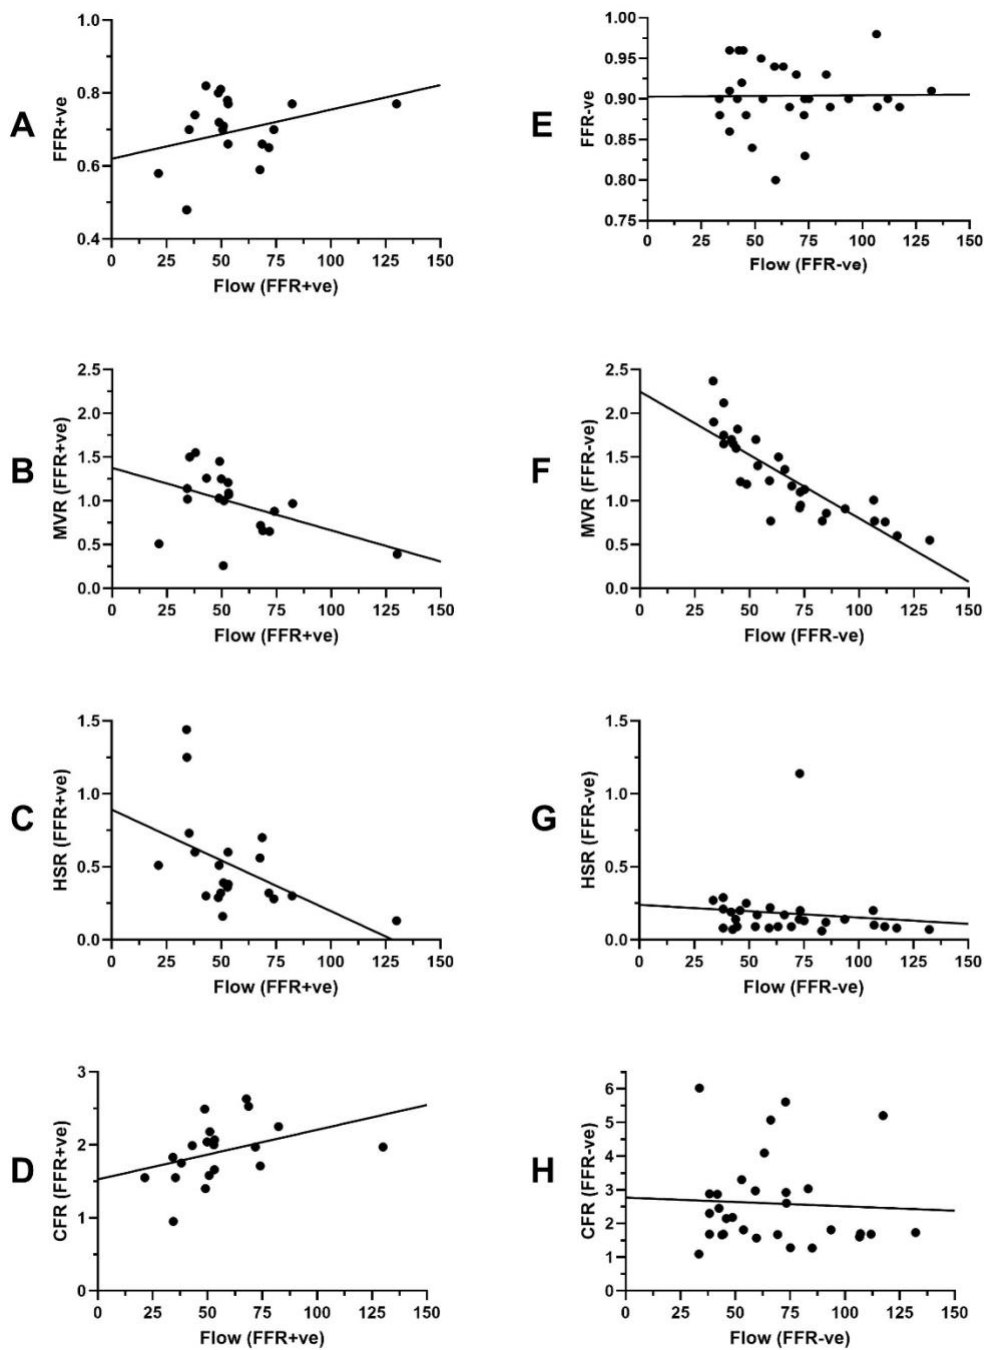 A
FFR+ve
1.0
0.8
0.6
0.4
0 25 50 75 100 125 150
Flow (FFR+ve)
E
FFR-ve
1.00
0.95
0.90
0.85
0.80
0.75
0 25 50 75 100 125 150
Flow (FFR-ve)
B
MVR (FFR+ve)
2.5
2.0
1.5
1.0
0.5
0.0
0 25 50 75 100 125 150
Flow (FFR+ve)
F
MVR (FFR-ve)
2.5
2.0
1.5
1.0
0.5
0.0
0 25 50 75 100 125 150
Flow (FFR-ve)
C
HSR (FFR+ve)
1.5
1.0
0.5
0.0
0 25 50 75 100 125 150
Flow (FFR+ve)
G
HSR (FFR-ve)
1.5
1.0
0.5
0.0
0 25 50 75 100 125 150
Flow (FFR-ve)
D
CFR (FFR+ve)
3
2
1
0
0 25 50 75 100 125 150
Flow (FFR+ve)
H
CFR (FFR-ve)
6
5
4
3
2
1
0
0 25 50 75 100 125 150
Flow (FFR-ve)